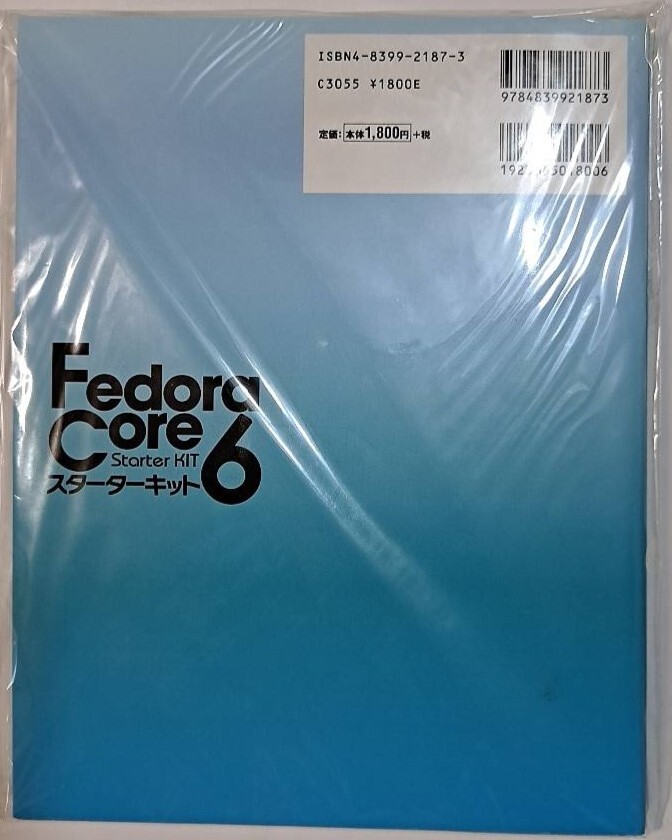 ISBN4-8399-2187-3
C3055 ¥1800E
9784839921873
定価：本体1,800円+税
Fedora
Core 6
Starter KIT
スターターキット